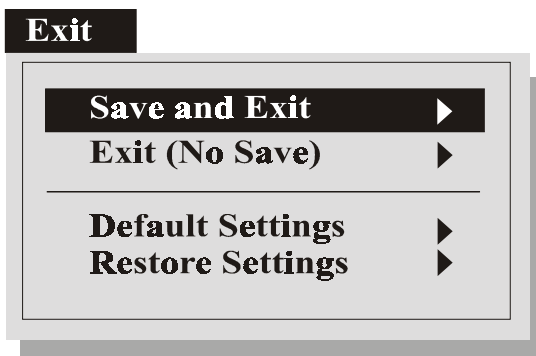 Exit
Save and Exit
Exit (No Save)
Default Settings
Restore Settings